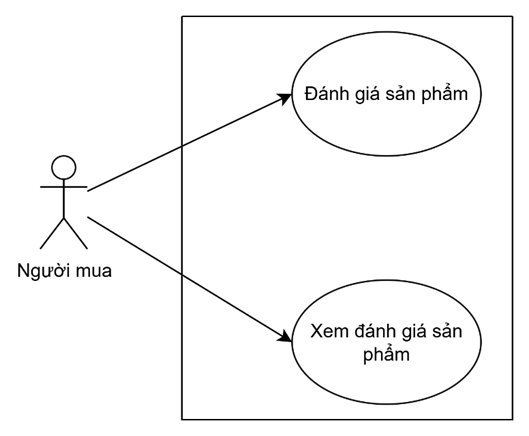 Đánh giá sản phẩm
Người mua
Xem đánh giá sản
phẩm